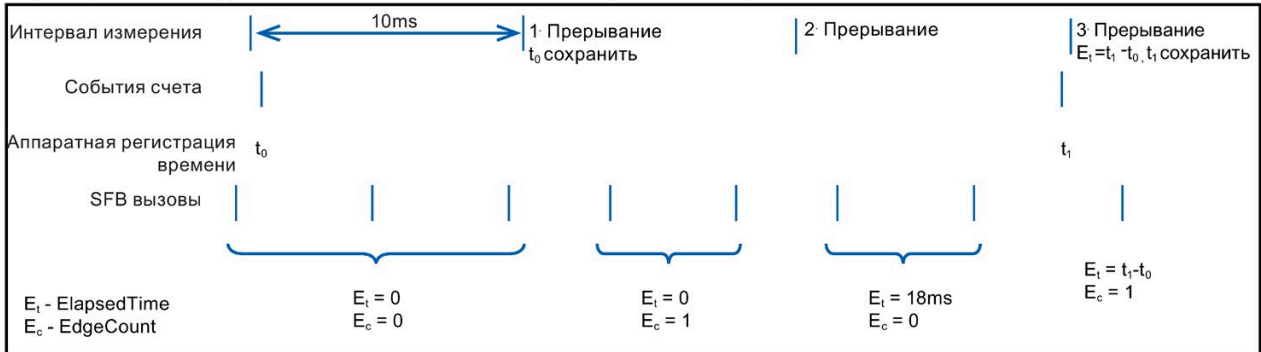 Интервал измерения
10ms
1. Прерывание
t₀ сохранить
2. Прерывание
3. Прерывание
Eₜ=t₁-t₀, t₁ сохранить
События счета
Аппаратная регистрация
времени
t₀
t₁
SFB вызовы
Eₜ - ElapsedTime
E꜀ - EdgeCount
Eₜ = 0
E꜀ = 0
Eₜ = 0
E꜀ = 1
Eₜ = 18ms
E꜀ = 0
Eₜ = t₁-t₀
E꜀ = 1